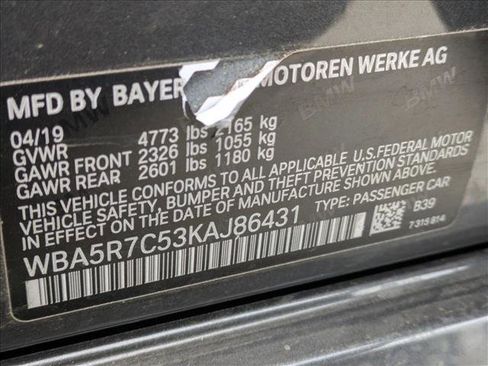 MFD BY BAYER MOTOREN WERKE AG
04/19
GVWR 4773 lbs 2165 kg
GAWR FRONT 2326 lbs 1055 kg
GAWR REAR 2601 lbs 1180 kg
THIS VEHICLE CONFORMS TO ALL APPLICABLE U.S.FEDERAL MOTOR
VEHICLE SAFETY, BUMPER, AND THEFT PREVENTION STANDARDS
IN EFFECT ON THE DATE OF MANUFACTURE SHOWN ABOVE.
WBA5R7C53KAJ86431 TYPE: PASSENGER CAR
B39
7315814